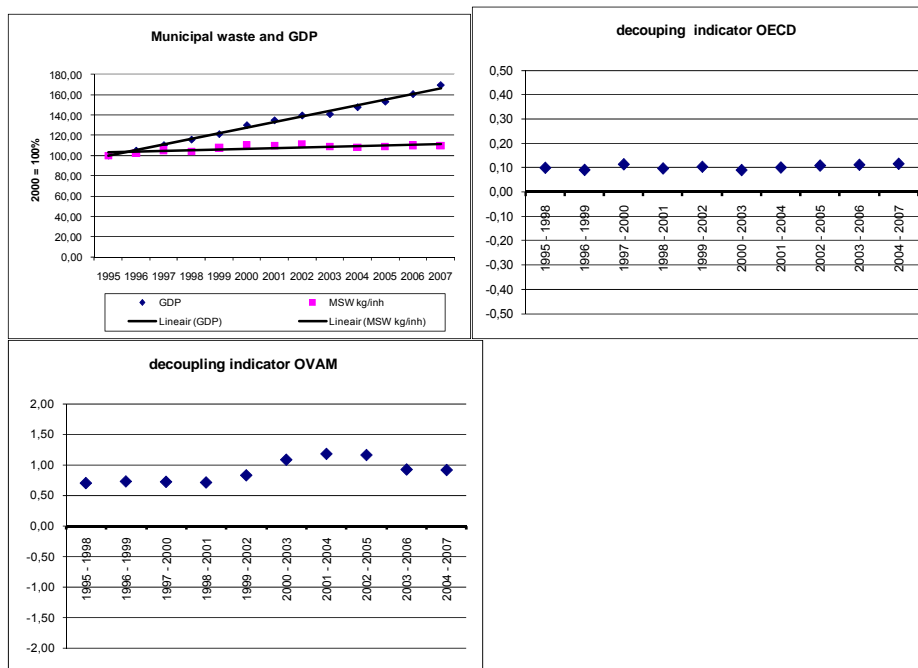 Municipal waste and GDP
2000 = 100%
180,00
160,00
140,00
120,00
100,00
80,00
60,00
40,00
20,00
0,00
1995 1996 1997 1998 1999 2000 2001 2002 2003 2004 2005 2006 2007
GDP MSW kg/inh
Lineair (GDP) Lineair (MSW kg/inh)
decouping indicator OECD
0,50
0,40
0,30
0,20
0,10
0,00
-0,10
-0,20
-0,30
-0,40
-0,50
1995 - 1998
1996 - 1999
1997 - 2000
1998 - 2001
1999 - 2002
2000 - 2003
2001 - 2004
2002 - 2005
2003 - 2006
2004 - 2007
decoupling indicator OVAM
2,00
1,50
1,00
0,50
0,00
-0,50
-1,00
-1,50
-2,00
1995 - 1998
1996 - 1999
1997 - 2000
1998 - 2001
1999 - 2002
2000 - 2003
2001 - 2004
2002 - 2005
2003 - 2006
2004 - 2007